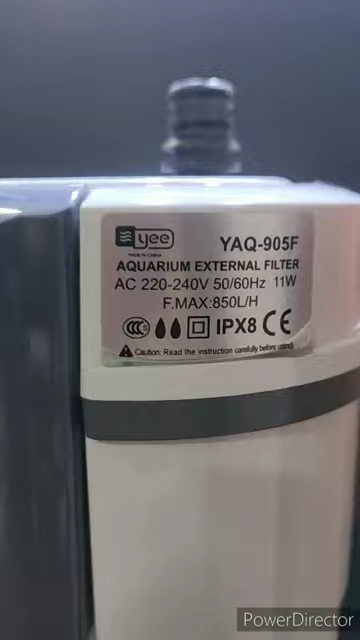 yee
YAQ-905F
MADE IN CHINA
AQUARIUM EXTERNAL FILTER
AC 220-240V 50/60Hz 11W
F.MAX:850L/H
CCC IPX8 CE
Caution: Read the instruction carefully before using
PowerDirector